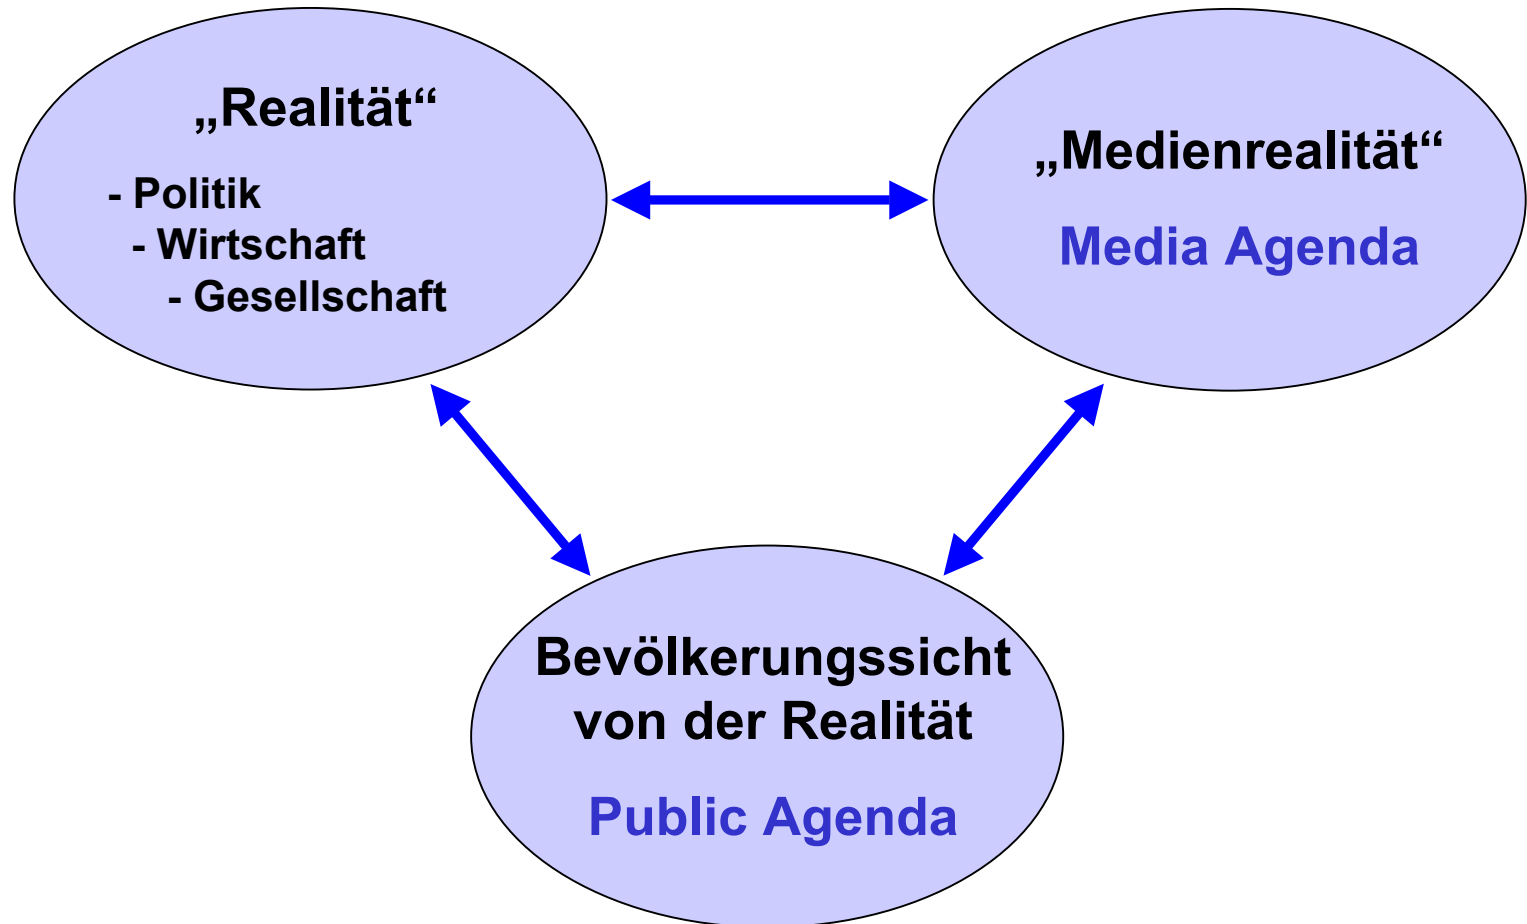 „Realität“
- Politik
- Wirtschaft
- Gesellschaft
„Medienrealität“
Media Agenda
Bevölkerungssicht
von der Realität
Public Agenda